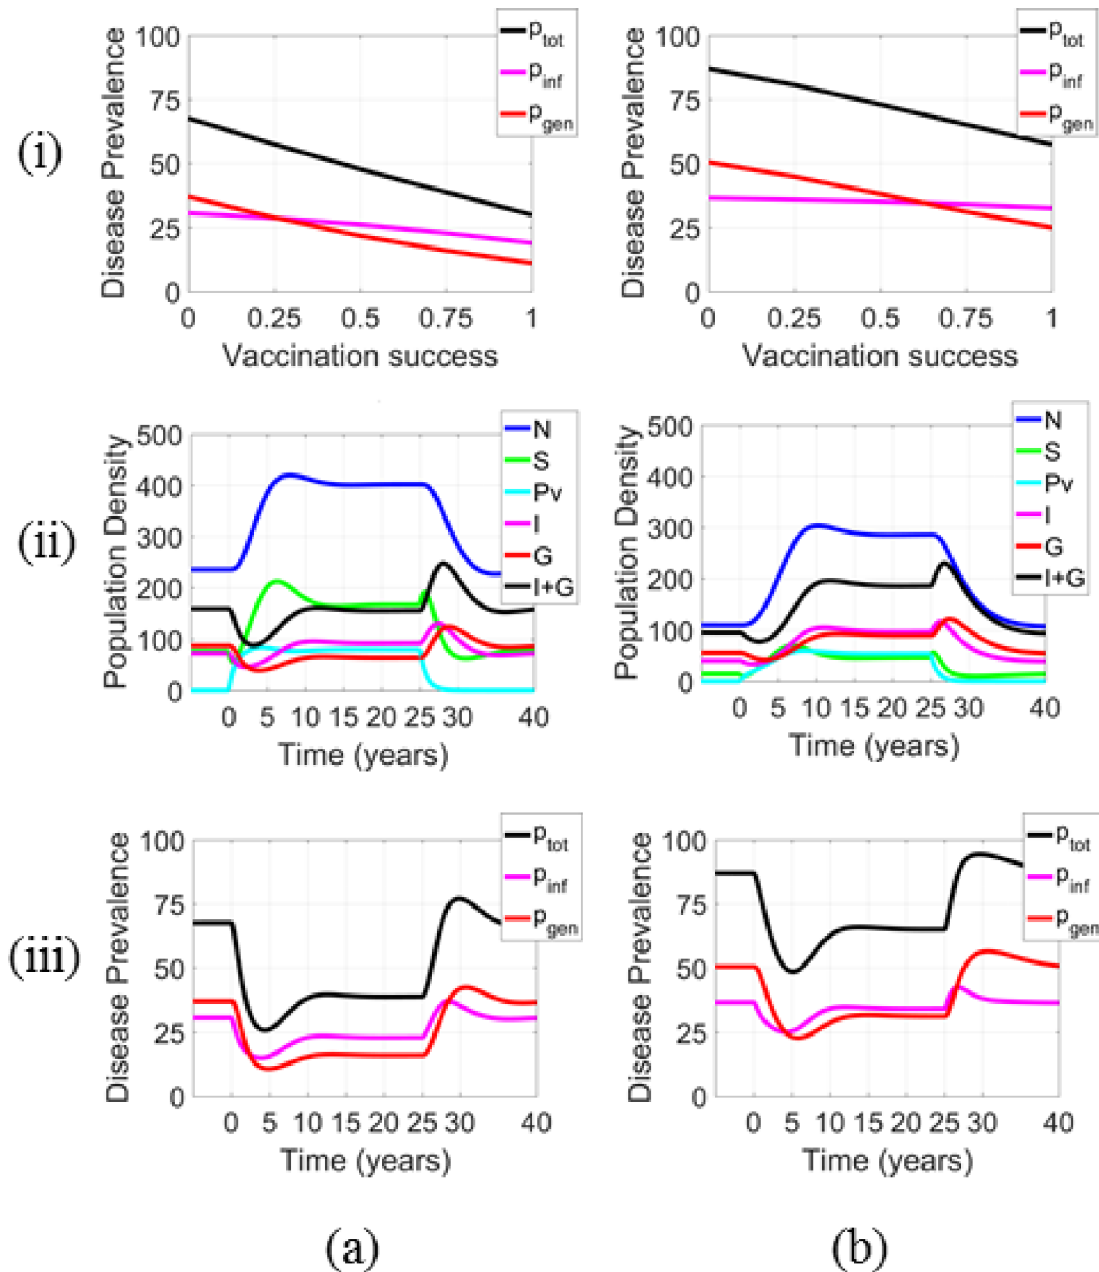 (i)
Disease Prevalence
100
75
50
25
0
0 0.25 0.5 0.75 1
Vaccination success
p_tot
p_inf
p_gen
Disease Prevalence
100
75
50
25
0
0 0.25 0.5 0.75 1
Vaccination success
p_tot
p_inf
p_gen
(ii)
Population Density
500
400
300
200
100
0
0 5 10 15 20 25 30 40
Time (years)
N
S
Pv
I
G
I+G
Population Density
500
400
300
200
100
0
0 5 10 15 20 25 30 40
Time (years)
N
S
Pv
I
G
I+G
(iii)
Disease Prevalence
100
75
50
25
0
0 5 10 15 20 25 30 40
Time (years)
p_tot
p_inf
p_gen
Disease Prevalence
100
75
50
25
0
0 5 10 15 20 25 30 40
Time (years)
p_tot
p_inf
p_gen
(a)
(b)